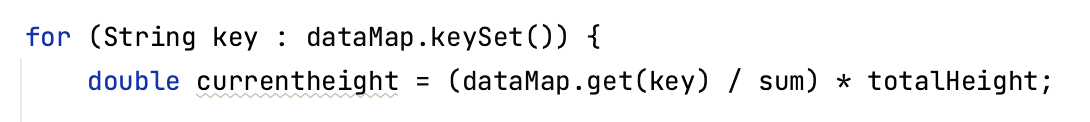 for (String key : dataMap.keySet()) {
double currentheight = (dataMap.get(key) / sum) * totalHeight;